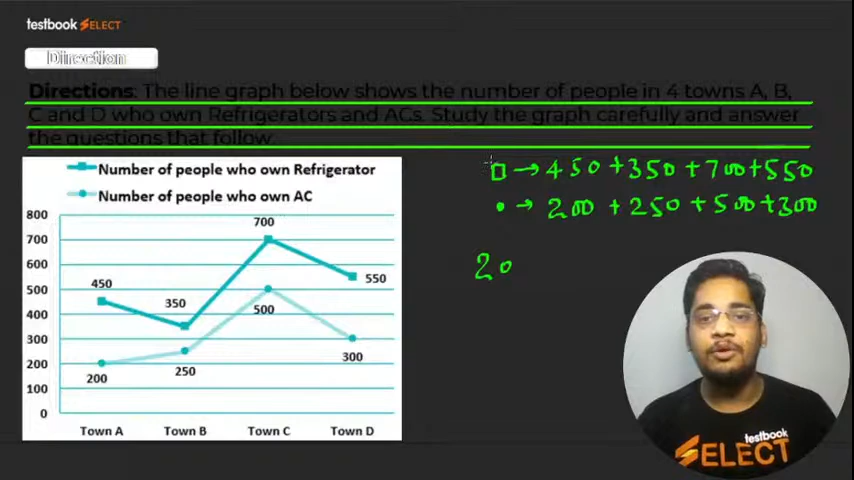 testbook SELECT
Direction
Directions: The line graph below shows the number of people in 4 towns A, B,
C and D who own Refrigerators and ACs. Study the graph carefully and answer
the questions that follow.
Number of people who own Refrigerator
Number of people who own AC
□ → 450 + 350 + 700 + 550
• → 200 + 250 + 500 + 300
20
800
700
600
500
400
300
200
100
0
450
350
700
550
200
250
500
300
Town A Town B Town C Town D
testbook
SELECT